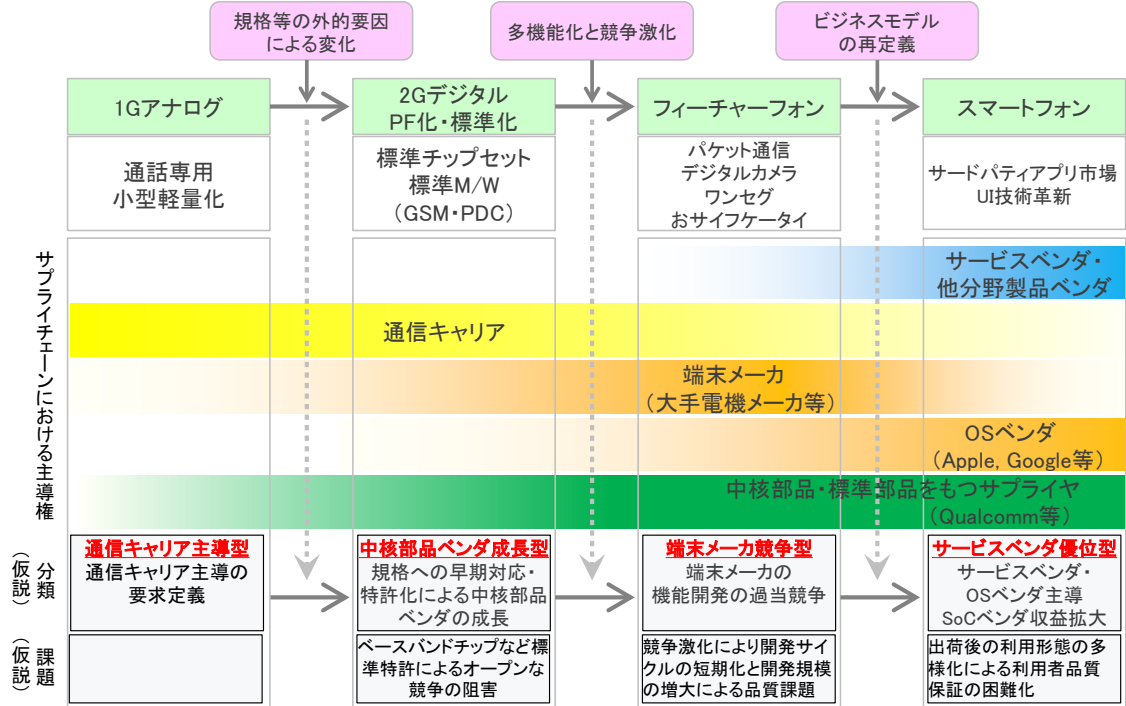 規格等の外的要因
による変化
多機能化と競争激化
ビジネスモデル
の再定義
1Gアナログ
2Gデジタル
PF化・標準化
フィーチャーフォン
スマートフォン
通話専用
小型軽量化
標準チップセット
標準M/W
（GSM・PDC）
パケット通信
デジタルカメラ
ワンセグ
おサイフケータイ
サードパティアプリ市場
UI技術革新
サプライチェーンにおける主導権
サービスベンダ・
他分野製品ベンダ
通信キャリア
端末メーカ
（大手電機メーカ等）
OSベンダ
（Apple, Google等）
中核部品・標準部品をもつサプライヤ
（Qualcomm等）
分類
（仮説）
通信キャリア主導型
通信キャリア主導の
要求定義
中核部品ベンダ成長型
規格への早期対応・
特許化による中核部品
ベンダの成長
端末メーカ競争型
端末メーカの
機能開発の過当競争
サービスベンダ優位型
サービスベンダ・
OSベンダ主導
SoCベンダ収益拡大
課題
（仮説）
ベースバンドチップなど標
準特許によるオープンな
競争の阻害
競争激化により開発サイ
クルの短期化と開発規模
の増大による品質課題
出荷後の利用形態の多
様化による利用者品質
保証の困難化